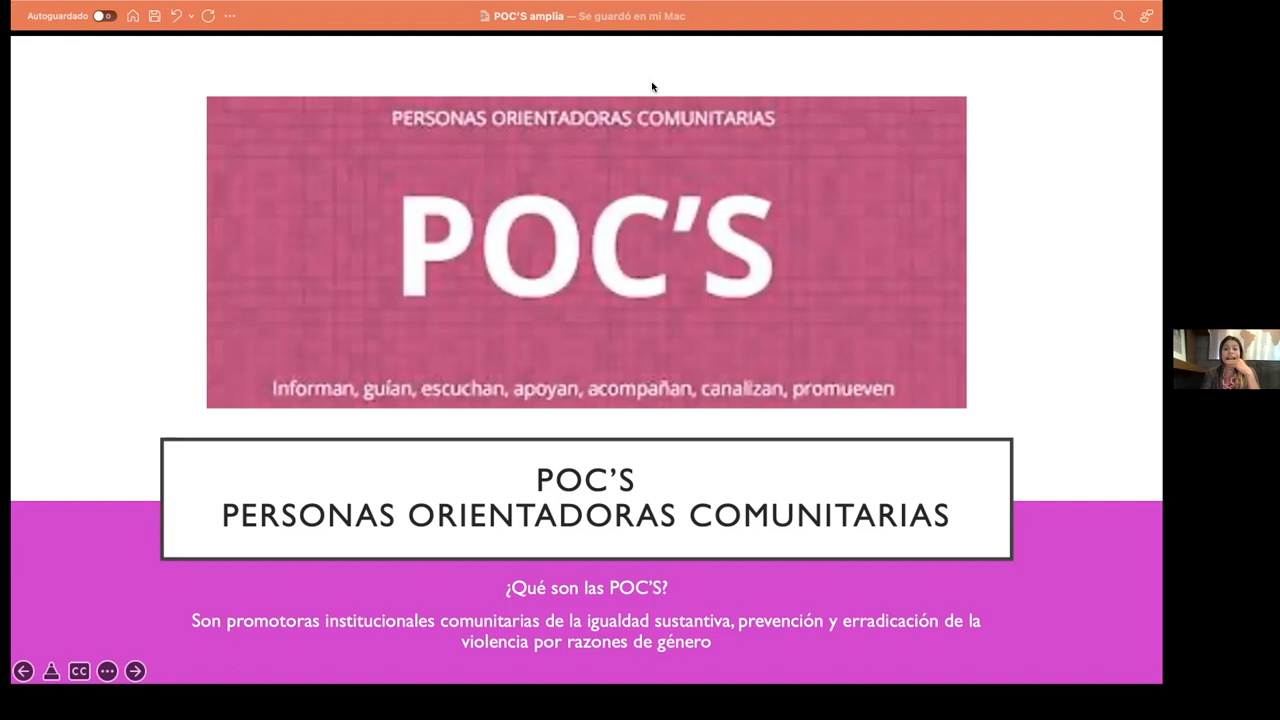 Autoguardado
POC'S amplia — Se guardó en mi Mac
PERSONAS ORIENTADORAS COMUNITARIAS
POC'S
Informan, guían, escuchan, apoyan, acompañan, canalizan, promueven
POC'S
PERSONAS ORIENTADORAS COMUNITARIAS
¿Qué son las POC'S?
Son promotoras institucionales comunitarias de la igualdad sustantiva, prevención y erradicación de la
violencia por razones de género
CC